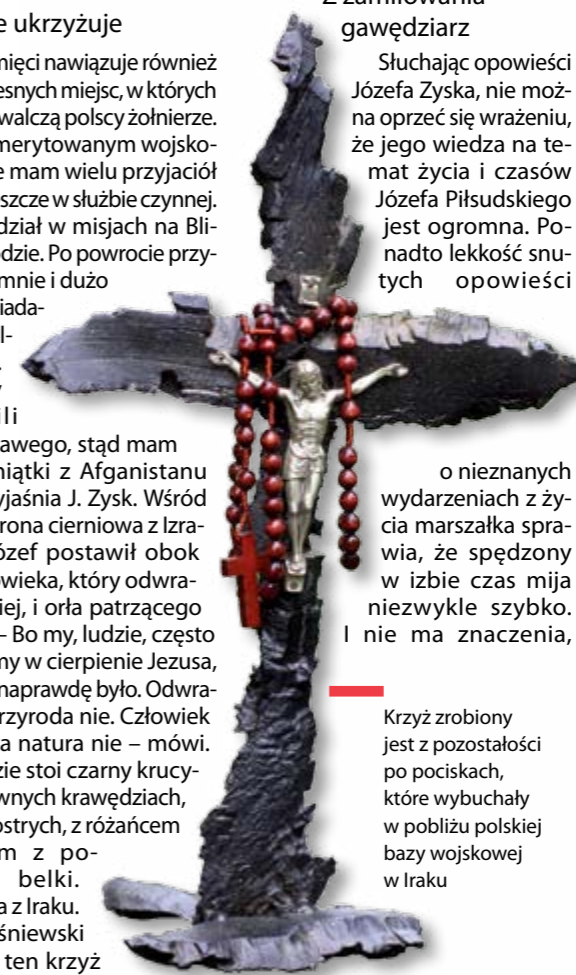 e ukrzyżuje
mięci nawiązuje również
esnych miejsc, w których
walczą polscy żołnierze.
merytowanym wojsko-
e mam wielu przyjaciół
szcze w służbie czynnej.
dział w misjach na Bli-
odzie. Po powrocie przy-
mnie i dużo
iada-
l-
ili
awego, stąd mam
miątki z Afganistanu
yjaśnia J. Zysk. Wśród
rona cierniowa z Izra-
ózef postawił obok
owieka, który odwra-
iej, i orła patrzącego
– Bo my, ludzie, często
my w cierpienie Jezusa,
naprawdę było. Odwra-
rzyroda nie. Człowiek
a natura nie – mówi.
zie stoi czarny krucy-
wnych krawędziach,
ostrych, z różańcem
m z po-
belki.
a z Iraku.
śniewski
ten krzyż
gawędziarz
Słuchając opowieści
Józefa Zyska, nie moż-
na oprzeć się wrażeniu,
że jego wiedza na te-
mat życia i czasów
Józefa Piłsudskiego
jest ogromna. Po-
nadto lekkość snu-
tych opowieści
o nieznanych
wydarzeniach z ży-
cia marszałka spra-
wia, że spędzony
w izbie czas mija
niezwykle szybko.
I nie ma znaczenia,
Krzyż zrobiony
jest z pozostałości
po pociskach,
które wybuchały
w pobliżu polskiej
bazy wojskowej
w Iraku